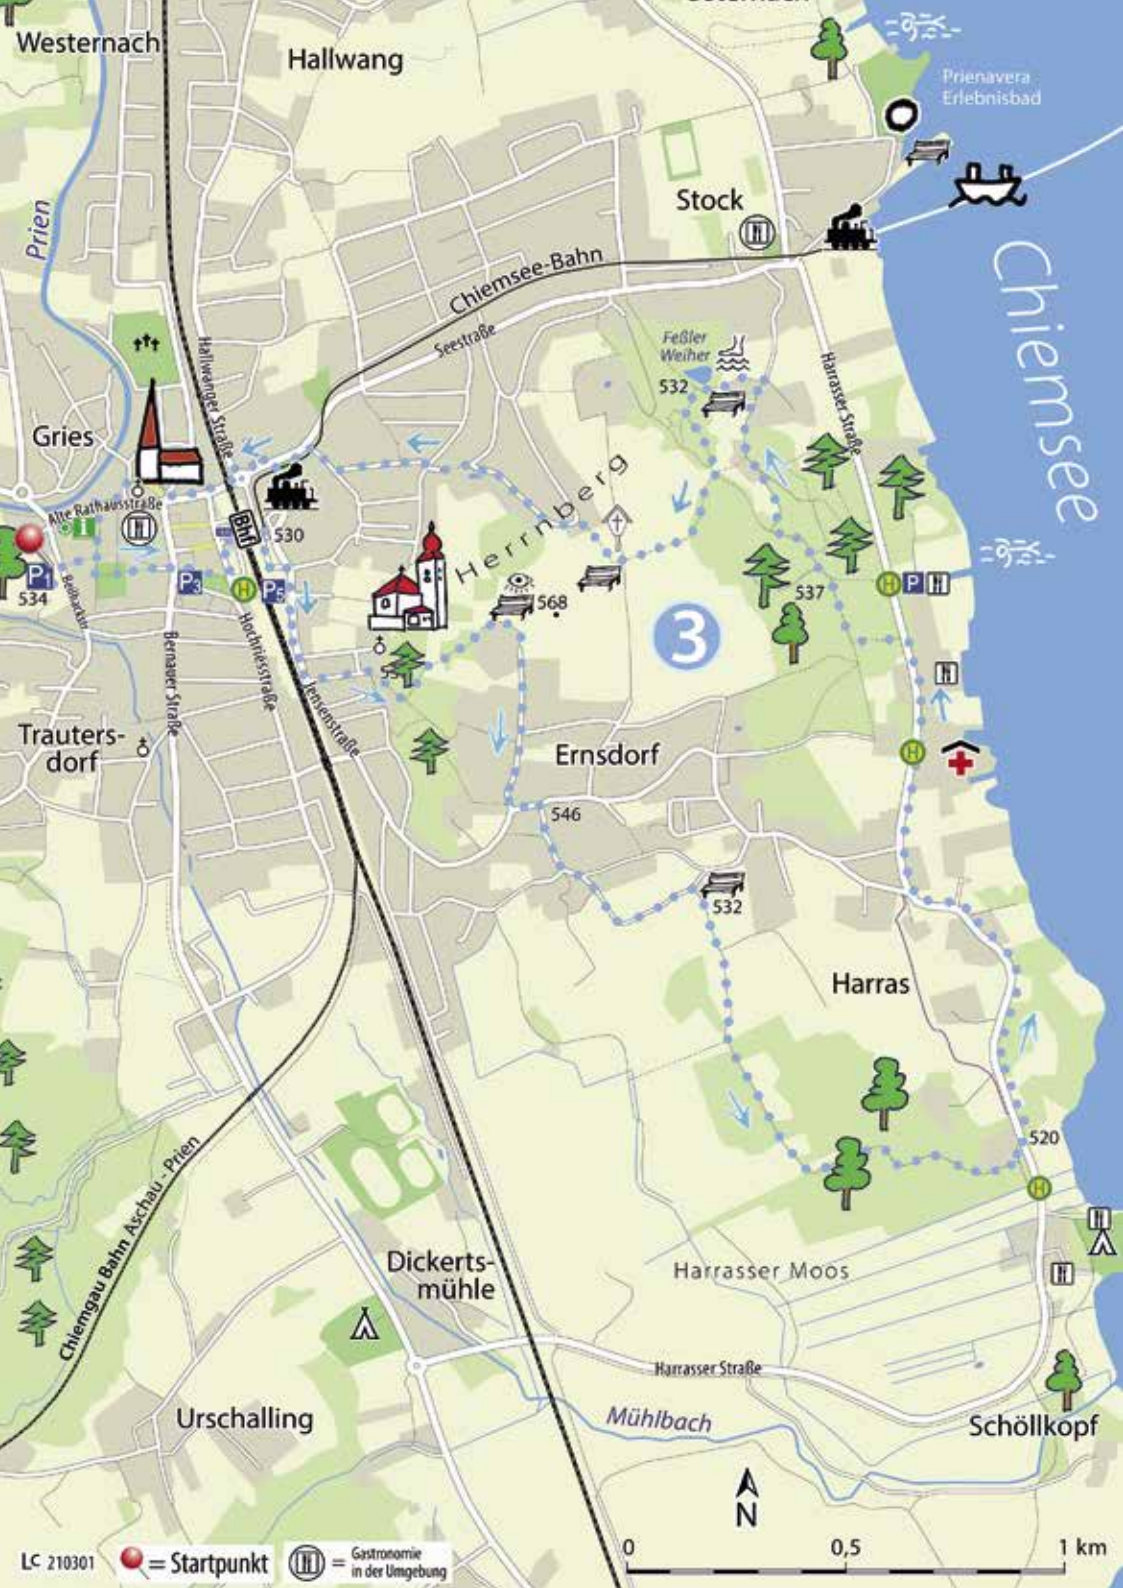 Westernach
Hallwang
Prienavera
Erlebnisbad
Prien
Stock
Chiemsee-Bahn
Seestraße
Chiemsee
Feßler
Weiher
532
Hallwanger Straße
Harrasser Straße
Gries
Alte Rathausstraße
i
Bhf
530
Herrnberg
P1
534
P3
H
P5
568
3
537
H
P
Beilhackstr.
Bernauer Straße
Hochriesstraße
Jensenstraße
Trauters-
dorf
Ernsdorf
H
546
532
Harras
520
H
Chiemgau Bahn Aschau - Prien
Dickerts-
mühle
Harrasser Moos
Harrasser Straße
Urschalling
Mühlbach
Schöllkopf
N
LC 210301
= Startpunkt
= Gastronomie
in der Umgebung
0 0,5 1 km